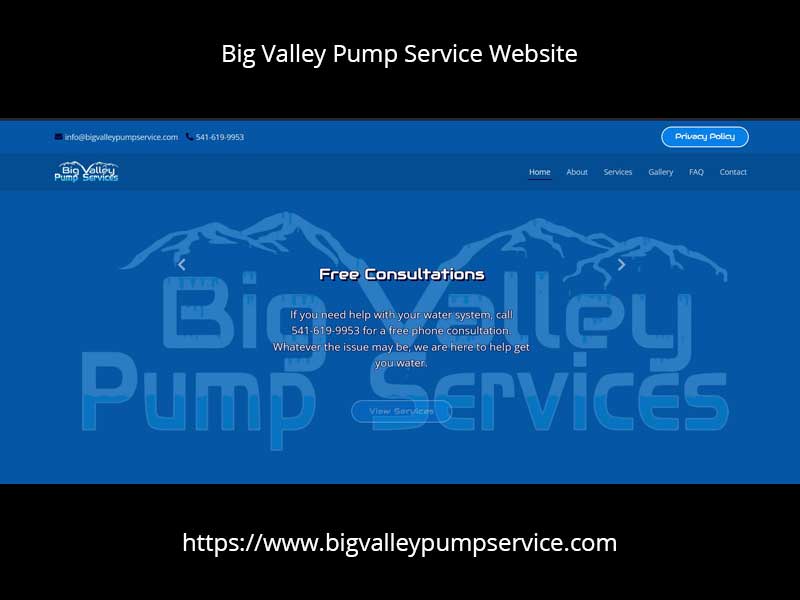 Big Valley Pump Service Website
info@bigvalleypumpservice.com 541-619-9953 Privacy Policy
Big Valley
Pump Services
Home About Services Gallery FAQ Contact
Free Consultations
Big Valley
Pump Services
If you need help with your water system, call
541-619-9953 for a free phone consultation.
Whatever the issue may be, we are here to help get
you water.
View Services
https://www.bigvalleypumpservice.com